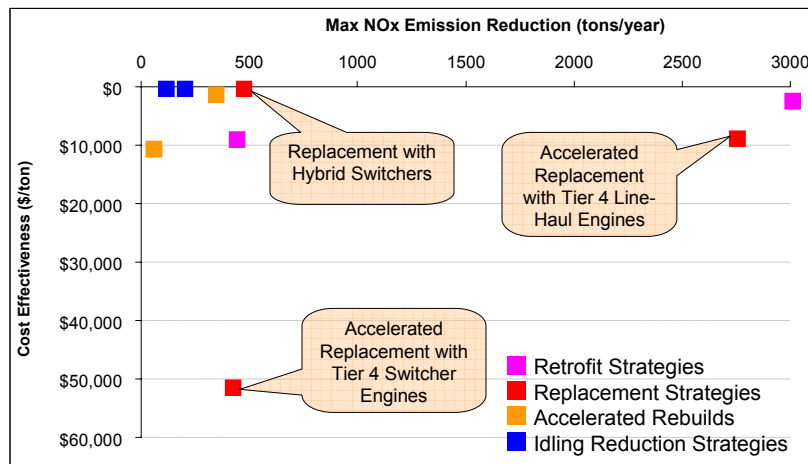 Max NOx Emission Reduction (tons/year)
0 500 1000 1500 2000 2500 3000
Cost Effectiveness ($/ton)
$0
$10,000
$20,000
$30,000
$40,000
$50,000
$60,000
Replacement with
Hybrid Switchers
Accelerated
Replacement
with Tier 4 Line-
Haul Engines
Accelerated
Replacement with
Tier 4 Switcher
Engines
Retrofit Strategies
Replacement Strategies
Accelerated Rebuilds
Idling Reduction Strategies